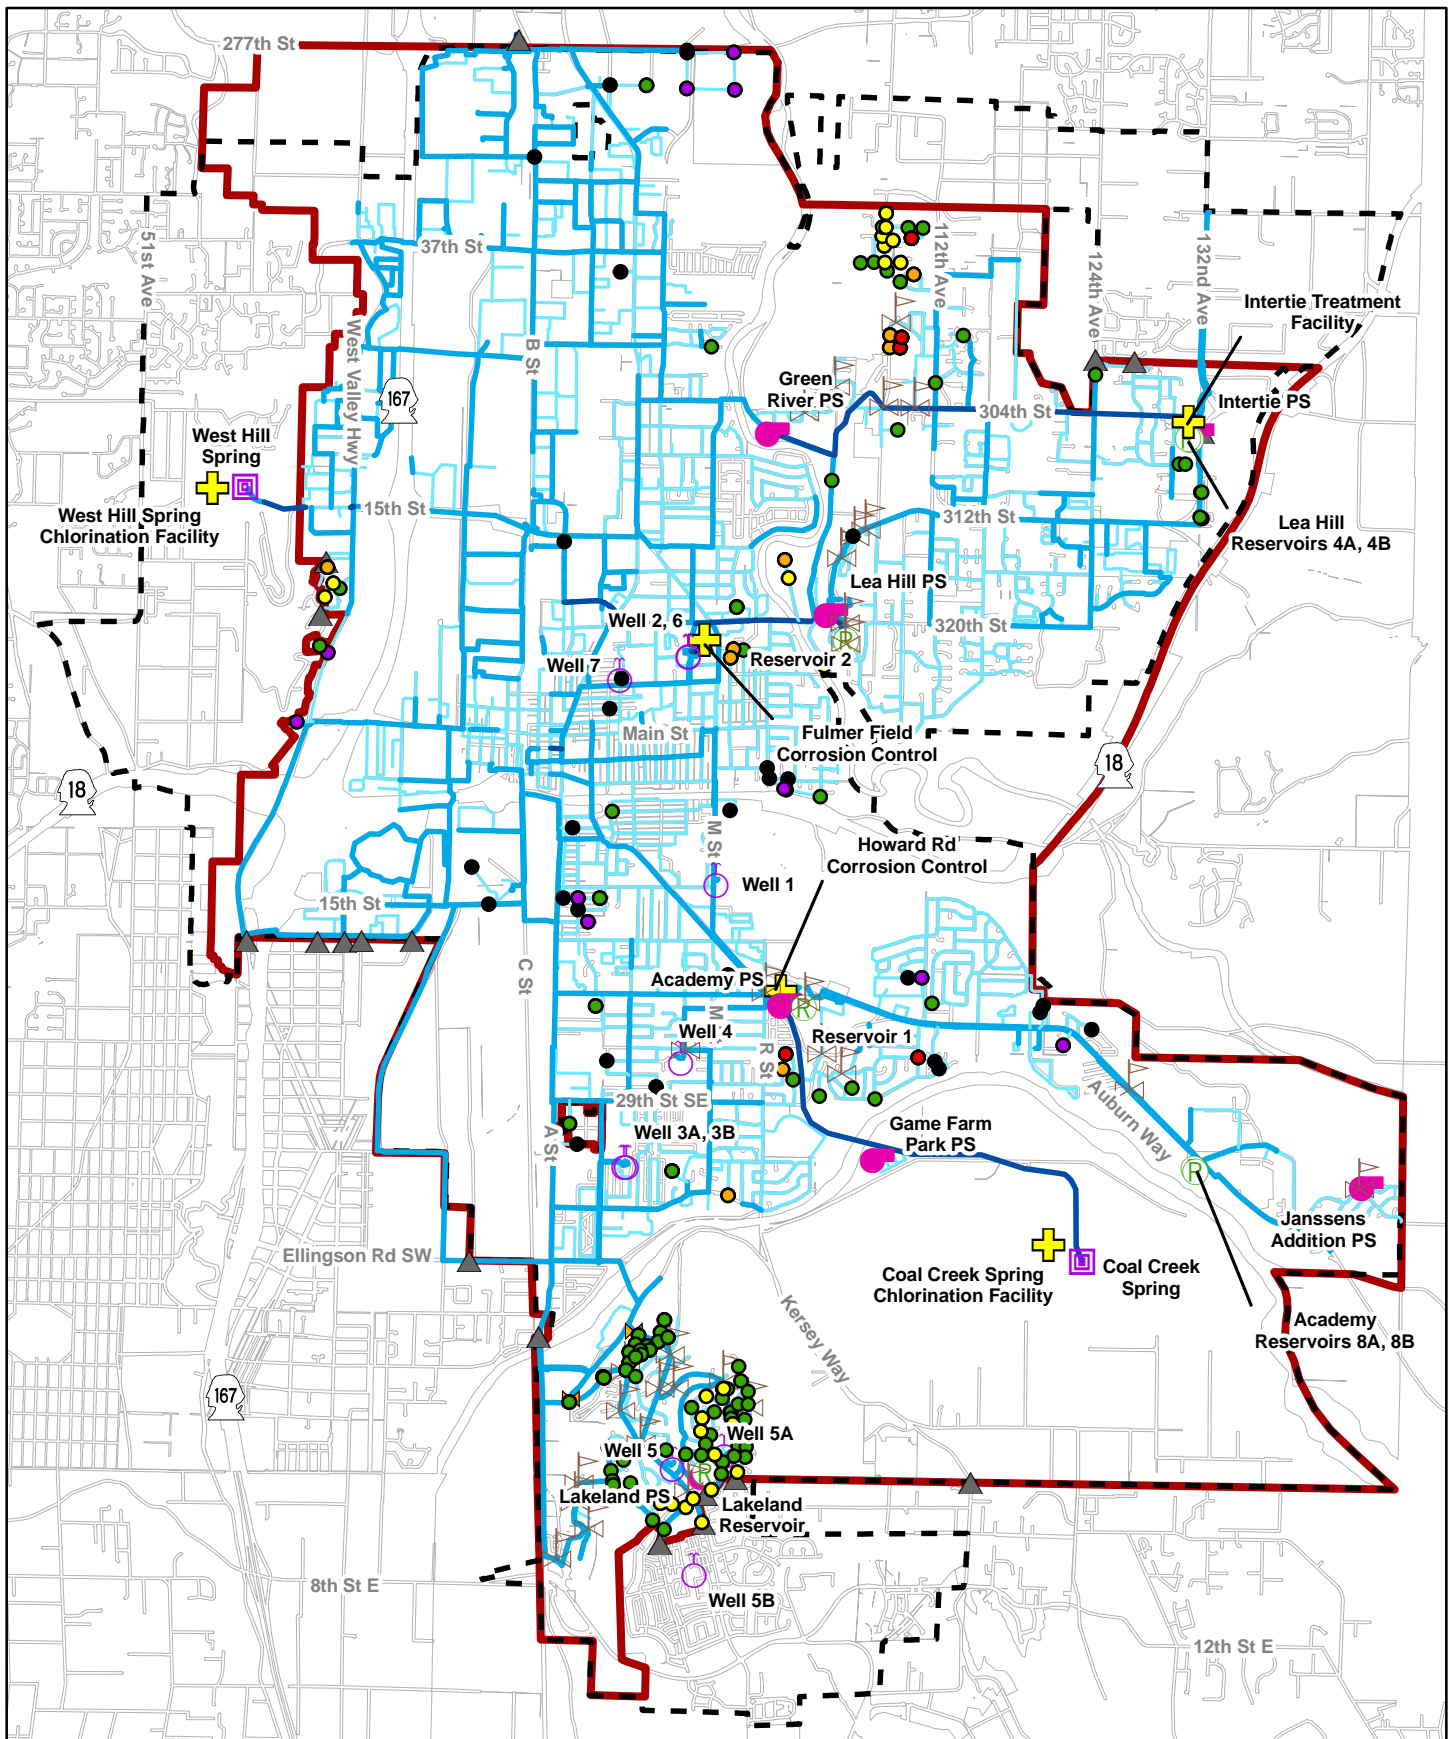 277th St
51st Ave
37th St
West Valley Hwy
167
B St
112th Ave
124th Ave
132nd Ave
Intertie Treatment
Facility
Green
River PS
304th St
Intertie PS
West Hill
Spring
West Hill Spring
Chlorination Facility
15th St
312th St
Lea Hill
Reservoirs 4A, 4B
R
Lea Hill PS
Well 2, 6
320th St
R
Well 7
Reservoir 2
Main St
Fulmer Field
Corrosion Control
18
18
M St
Howard Rd
Corrosion Control
Well 1
15th St
C St
Academy PS
R
M
Well 4
R St
Reservoir 1
29th St SE
A St
Well 3A, 3B
Game Farm
Park PS
Auburn Way
R
Janssens
Addition PS
Ellingson Rd SW
Coal Creek Spring
Chlorination Facility
Coal Creek
Spring
Academy
Reservoirs 8A, 8B
Kersey Way
167
Well 5A
Well 5
R
Lakeland PS
Lakeland
Reservoir
8th St E
Well 5B
12th St E